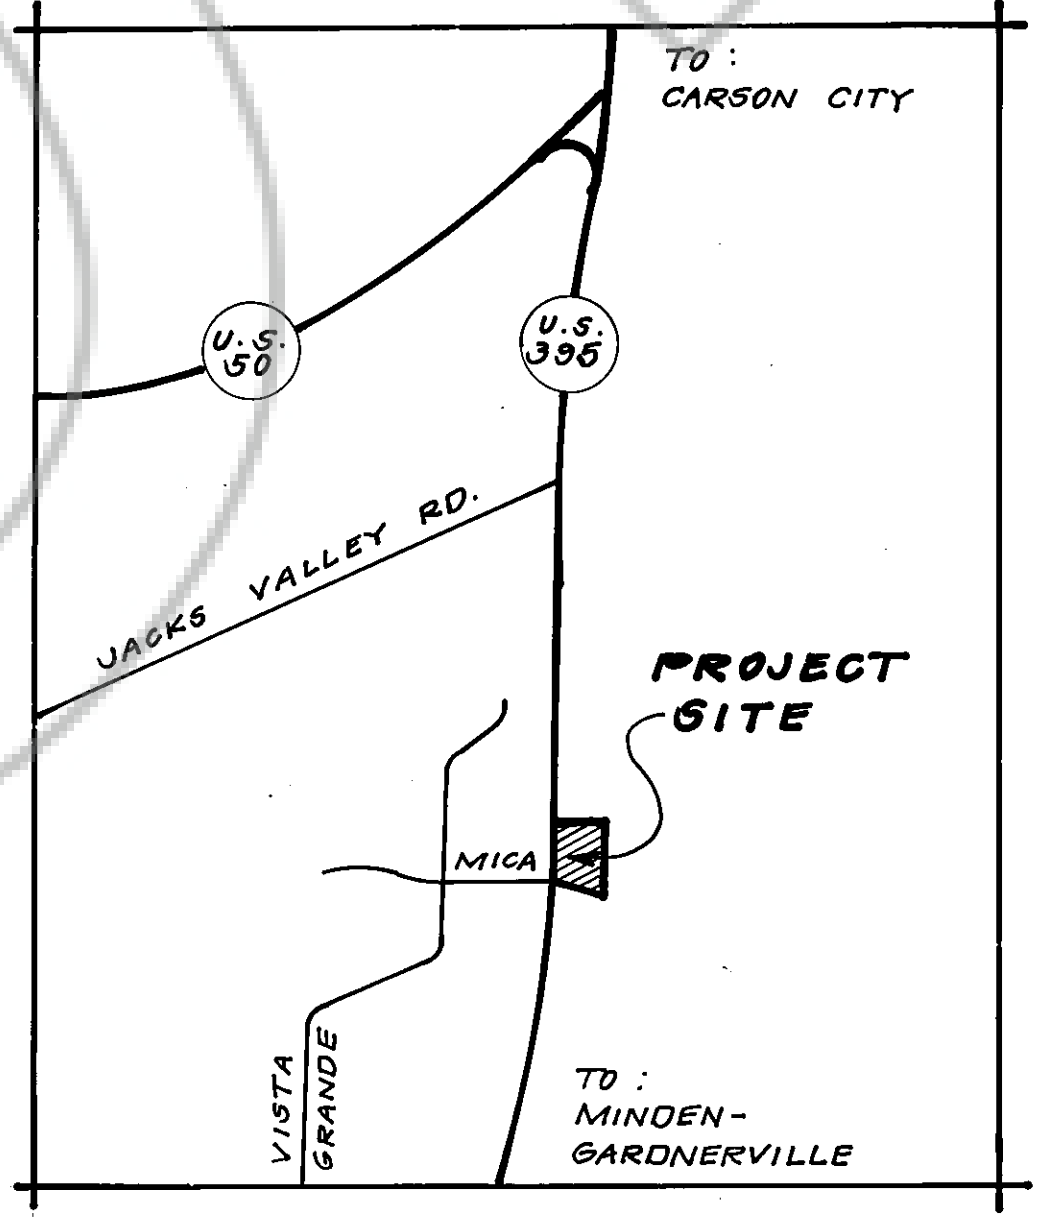 TO :
CARSON CITY
U.S.
50
U.S.
395
JACKS VALLEY RD.
PROJECT
SITE
MICA
VISTA
GRANDE
TO :
MINDEN-
GARDNERVILLE